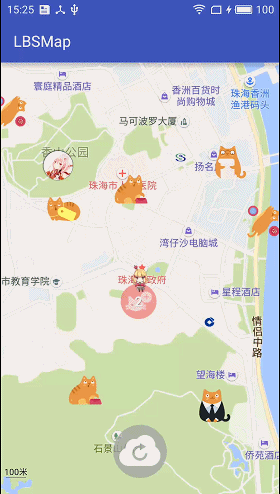 15:25
100
LBSMap
寰庭精品酒店
香洲百货时
尚购物城
珠海香洲
渔港码头
马可波罗大厦
香山公园
扬名
珠海市
医院
湾仔沙电脑城
市教育学院
珠海
政府
星程酒店
情侣中路
望海楼
石景山
侨苑酒店
100米